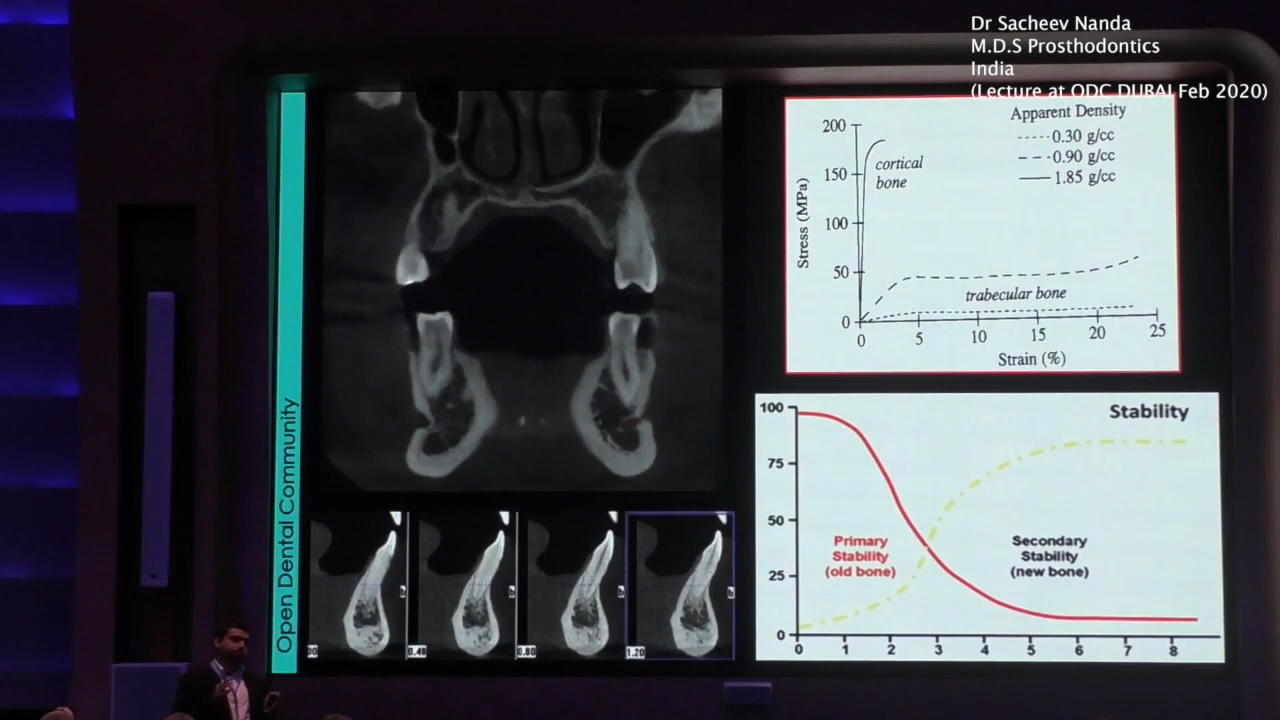 Dr Sacheev Nanda
M.D.S Prosthodontics
India
(Lecture at ODC DUBAI Feb 2020)
Open Dental Community
Apparent Density
0.30 g/cc
0.90 g/cc
1.85 g/cc
200
150
100
50
0
Stress (MPa)
cortical
bone
trabecular bone
0 5 10 15 20 25
Strain (%)
Stability
100
75
50
25
0
Primary
Stability
(old bone)
Secondary
Stability
(new bone)
0 1 2 3 4 5 6 7 8
00 0.40 0.80 1.20
b b b b